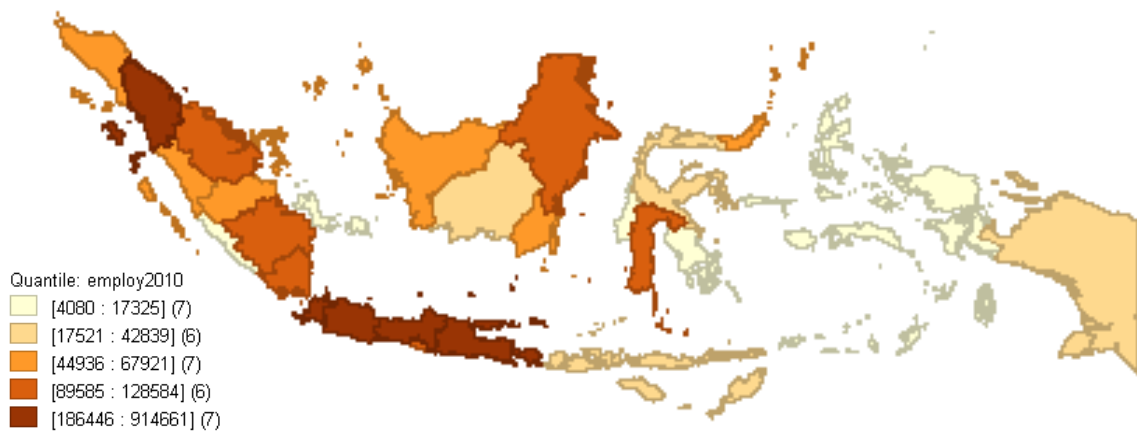 Quantile: employ2010
[4080 : 17325] (7)
[17521 : 42839] (6)
[44936 : 67921] (7)
[89585 : 128584] (6)
[186446 : 914661] (7)